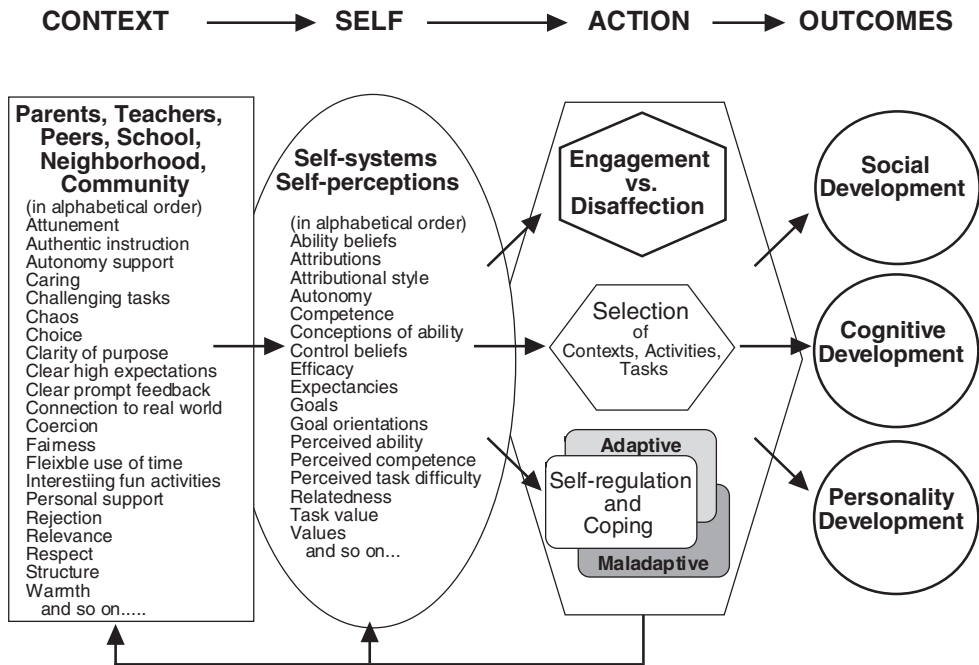 CONTEXT
SELF
ACTION
OUTCOMES
Parents, Teachers,
Peers, School,
Neighborhood,
Community
(in alphabetical order)
Attunement
Authentic instruction
Autonomy support
Caring
Challenging tasks
Chaos
Choice
Clarity of purpose
Clear high expectations
Clear prompt feedback
Connection to real world
Coercion
Fairness
Fleixble use of time
Interestiing fun activities
Personal support
Rejection
Relevance
Respect
Structure
Warmth
and so on.....
Self-systems
Self-perceptions
(in alphabetical order)
Ability beliefs
Attributions
Attributional style
Autonomy
Competence
Conceptions of ability
Control beliefs
Efficacy
Expectancies
Goals
Goal orientations
Perceived ability
Perceived competence
Perceived task difficulty
Relatedness
Task value
Values
and so on...
Engagement
vs.
Disaffection
Selection
of
Contexts, Activities,
Tasks
Adaptive
Self-regulation
and
Coping
Maladaptive
Social
Development
Cognitive
Development
Personality
Development